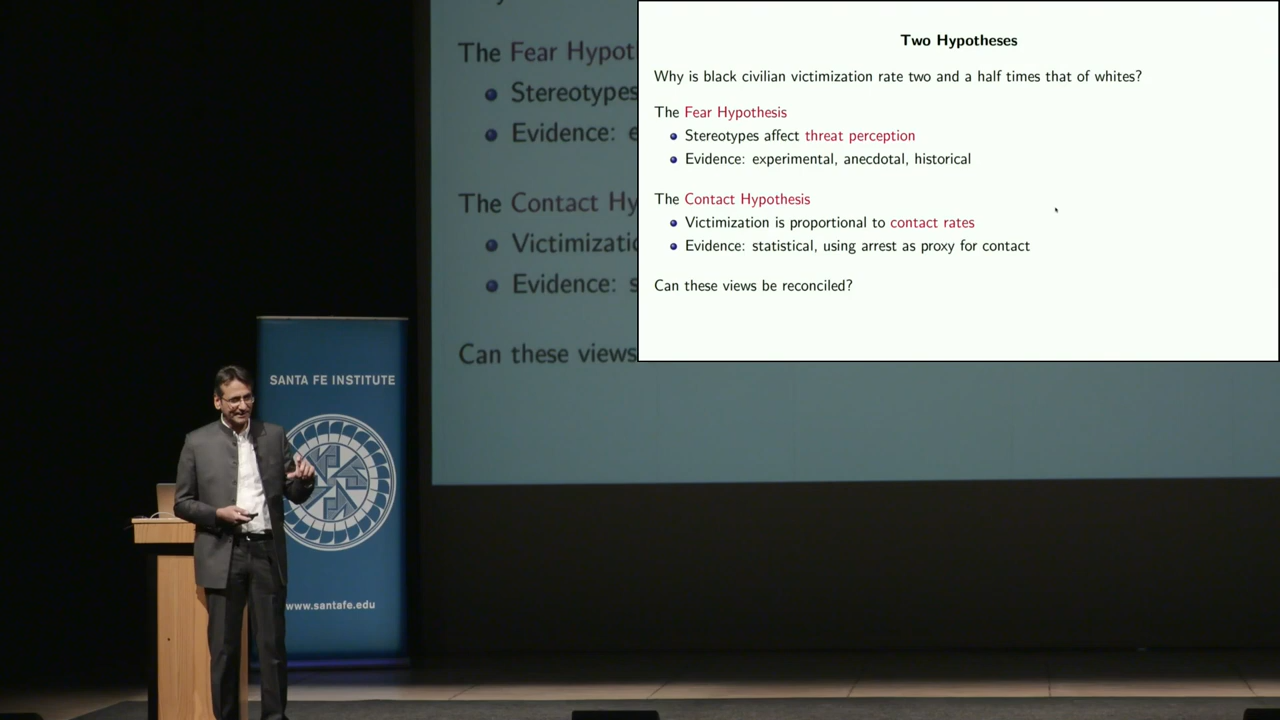 The Fear Hypot
Stereotypes
Evidence: e
The Contact Hy
Victimizatio
Evidence: s
Can these views
Two Hypotheses
Why is black civilian victimization rate two and a half times that of whites?
The Fear Hypothesis
Stereotypes affect threat perception
Evidence: experimental, anecdotal, historical
The Contact Hypothesis
Victimization is proportional to contact rates
Evidence: statistical, using arrest as proxy for contact
Can these views be reconciled?
SANTA FE INSTITUTE
www.santafe.edu